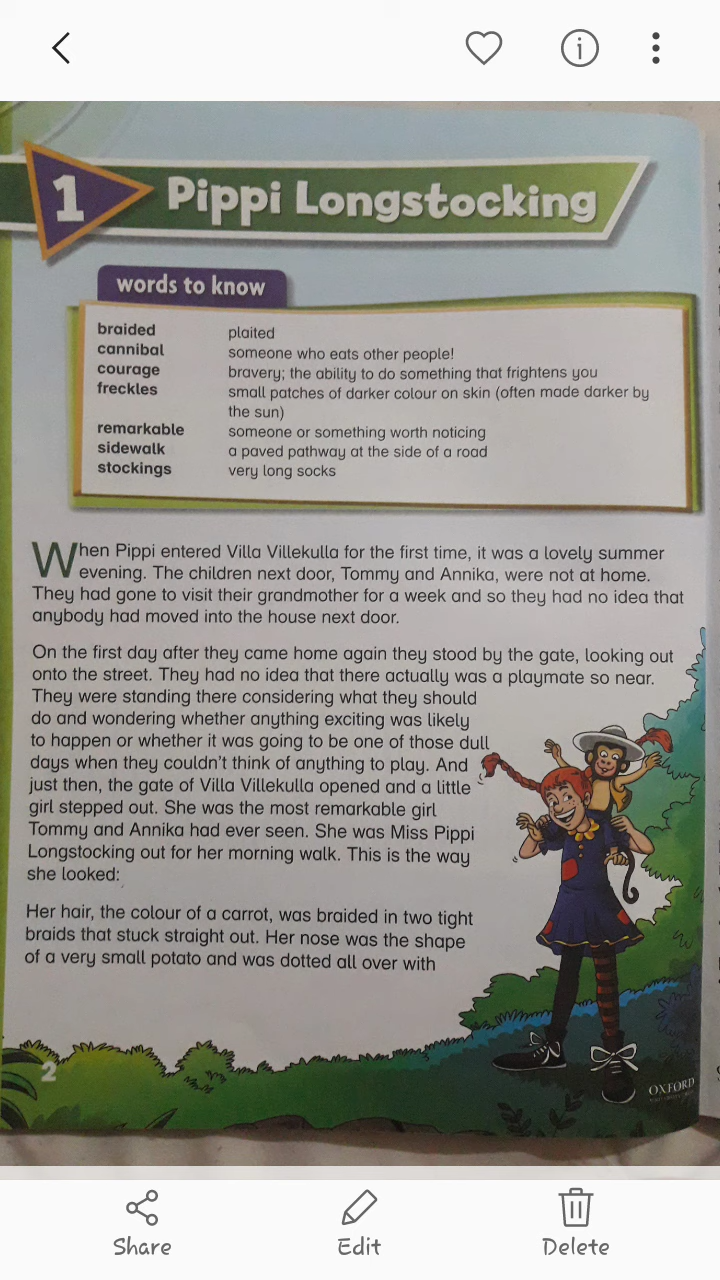 1
Pippi Longstocking
words to know
braided plaited
cannibal someone who eats other people!
courage bravery; the ability to do something that frightens you
freckles small patches of darker colour on skin (often made darker by
the sun)
remarkable someone or something worth noticing
sidewalk a paved pathway at the side of a road
stockings very long socks
When Pippi entered Villa Villekulla for the first time, it was a lovely summer
evening. The children next door, Tommy and Annika, were not at home.
They had gone to visit their grandmother for a week and so they had no idea that
anybody had moved into the house next door.
On the first day after they came home again they stood by the gate, looking out
onto the street. They had no idea that there actually was a playmate so near.
They were standing there considering what they should
do and wondering whether anything exciting was likely
to happen or whether it was going to be one of those dull
days when they couldn't think of anything to play. And
just then, the gate of Villa Villekulla opened and a little
girl stepped out. She was the most remarkable girl
Tommy and Annika had ever seen. She was Miss Pippi
Longstocking out for her morning walk. This is the way
she looked:
Her hair, the colour of a carrot, was braided in two tight
braids that stuck straight out. Her nose was the shape
of a very small potato and was dotted all over with
2
OXFORD
Share Edit Delete